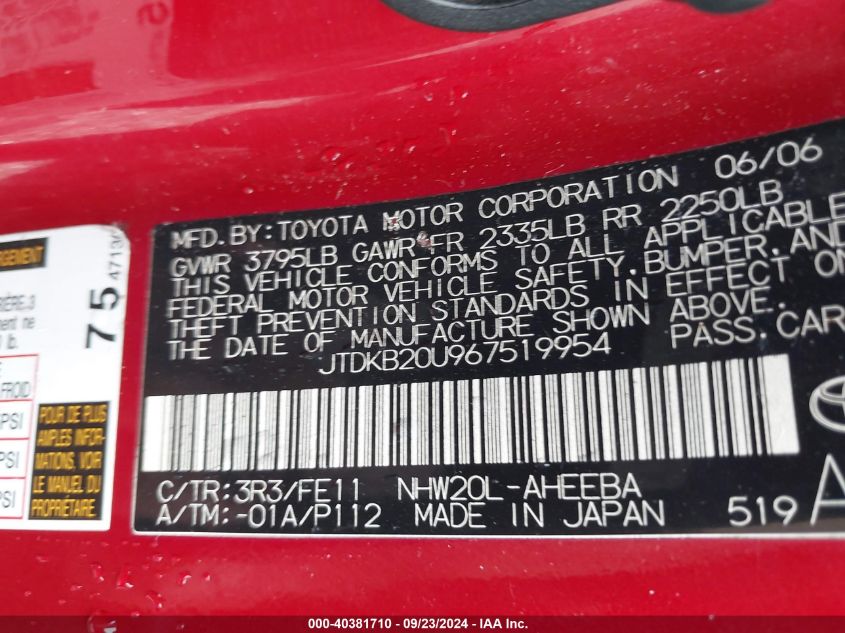 06/06
MFD. BY: TOYOTA MOTOR CORPORATION
GVWR 3795LB GAWR FR 2335LB RR 2250LB
THIS VEHICLE CONFORMS TO ALL APPLICABLE
FEDERAL MOTOR VEHICLE SAFETY, BUMPER, AND
THEFT PREVENTION STANDARDS IN EFFECT ON
THE DATE OF MANUFACTURE SHOWN ABOVE.
JTDKB20U967519954 PASS. CAR
C/TR: 3R3/FE11 NHW20L-AHEEBA
A/TM: -01A/P112 MADE IN JAPAN 519 A
75
lb.
FROID
PSI
PSI
PSI
POUR DE PLUS
AMPLES INFOR-
MATIONS, VOIR
LE MANUEL DU
000-40381710 - 09/23/2024 - IAA Inc.